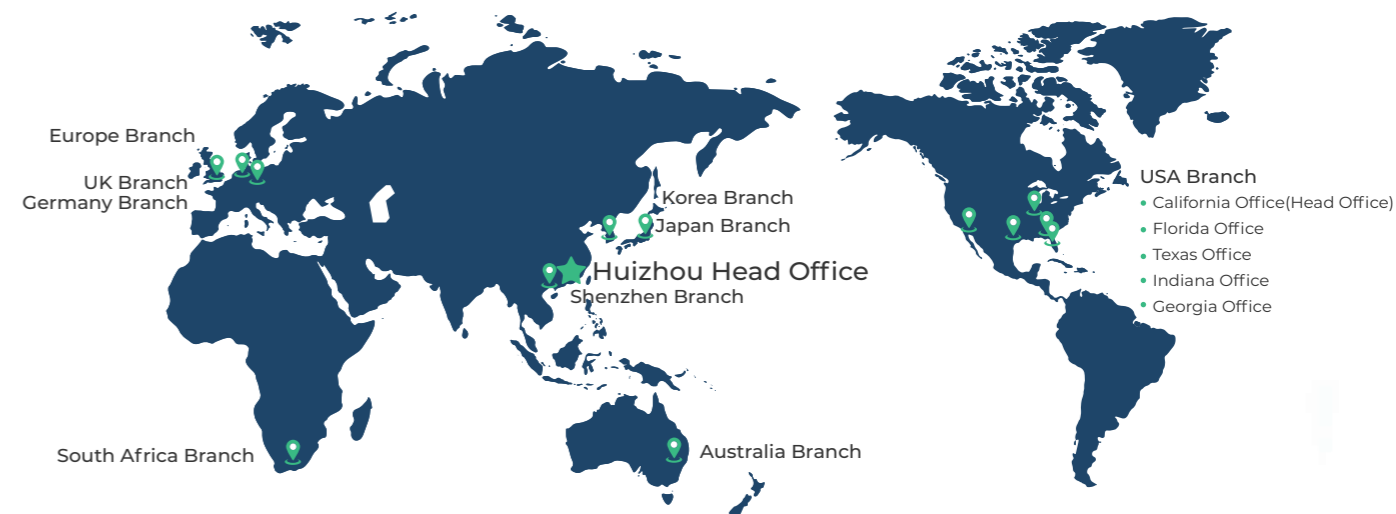 Europe Branch
UK Branch
Germany Branch
Korea Branch
Japan Branch
Huizhou Head Office
Shenzhen Branch
South Africa Branch
Australia Branch
USA Branch
• California Office(Head Office)
• Florida Office
• Texas Office
• Indiana Office
• Georgia Office